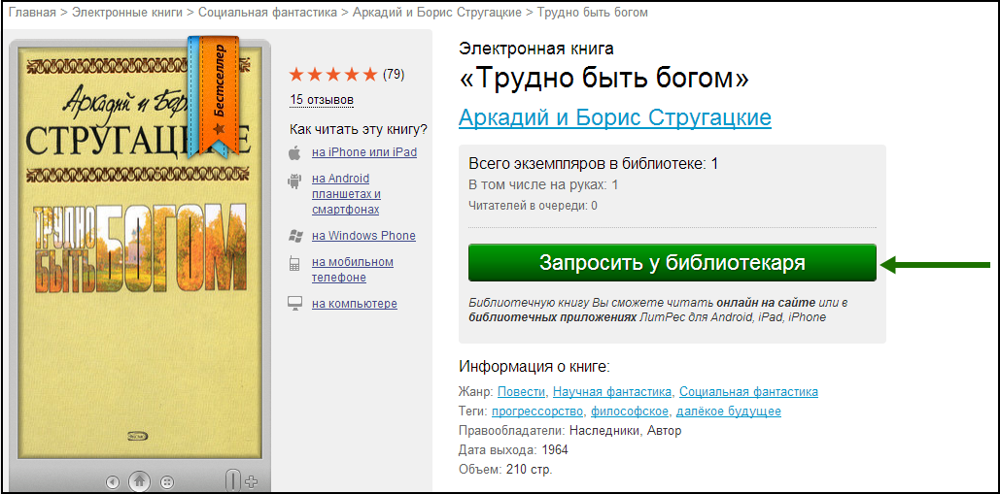 Главная > Электронные книги > Социальная фантастика > Аркадий и Борис Стругацкие > Трудно быть богом
Бестселлер
Аркадий и Бори
СТРУГАЦКИЕ
ТРУДНО
БЫТЬ
БОГОМ
(79)
15 отзывов
Как читать эту книгу?
на iPhone или iPad
на Android
планшетах и
смартфонах
на Windows Phone
на мобильном
телефоне
на компьютере
Электронная книга
«Трудно быть богом»
Аркадий и Борис Стругацкие
Всего экземпляров в библиотеке: 1
В том числе на руках: 1
Читателей в очереди: 0
Запросить у библиотекаря
Библиотечную книгу Вы сможете читать онлайн на сайте или в
библиотечных приложениях ЛитРес для Android, iPad, iPhone
Информация о книге:
Жанр: Повести, Научная фантастика, Социальная фантастика
Теги: прогрессорство, философское, далёкое будущее
Правообладатели: Наследники, Автор
Дата выхода: 1964
Объем: 210 стр.